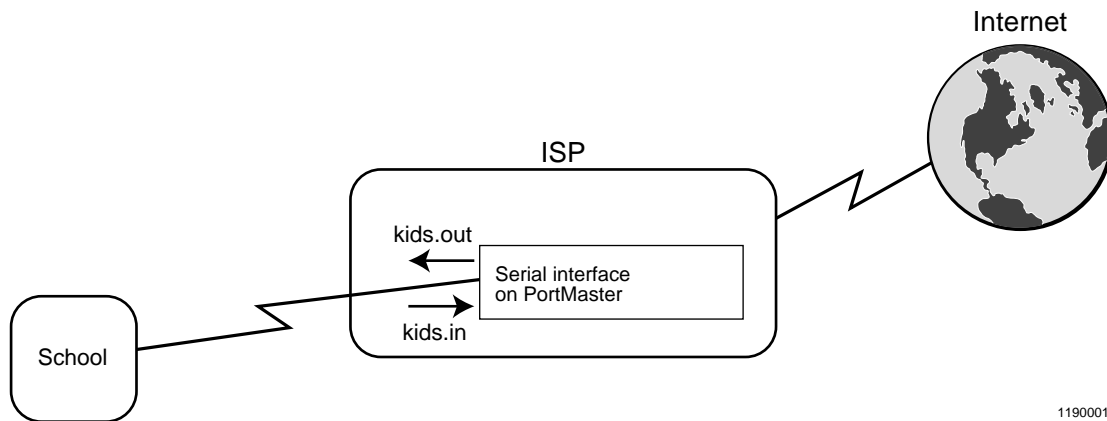 Internet
ISP
kids.out
Serial interface
on PortMaster
kids.in
School
1190001